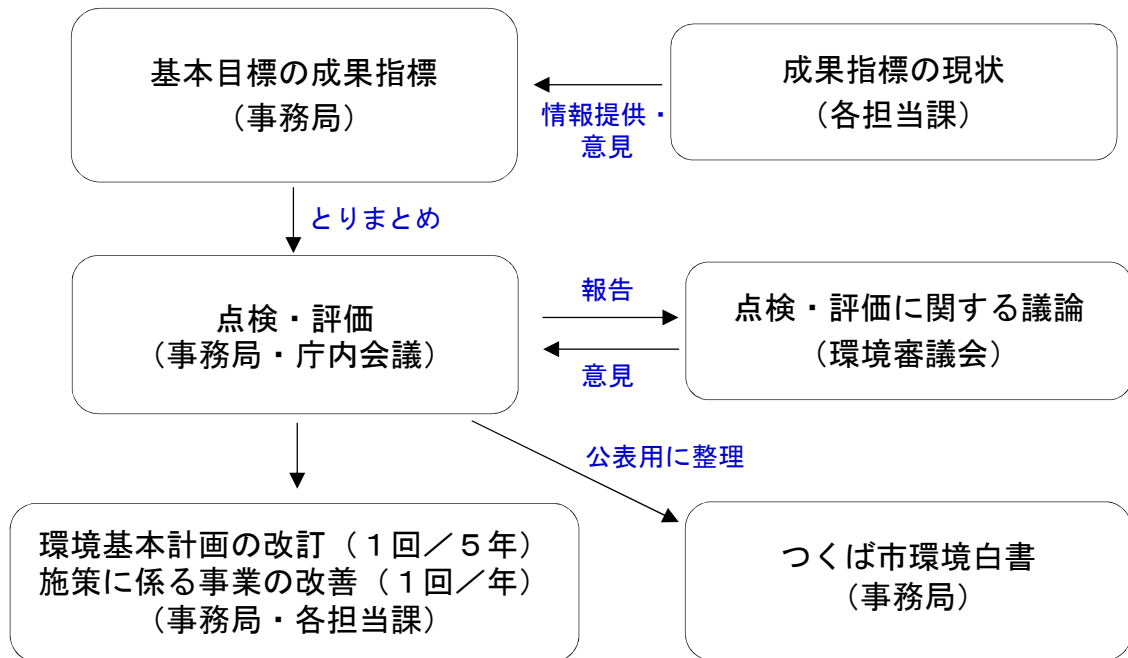 基本目標の成果指標
（事務局）
情報提供・
意見
成果指標の現状
（各担当課）
とりまとめ
点検・評価
（事務局・庁内会議）
報告
意見
点検・評価に関する議論
（環境審議会）
公表用に整理
環境基本計画の改訂（１回／５年）
施策に係る事業の改善（１回／年）
（事務局・各担当課）
つくば市環境白書
（事務局）